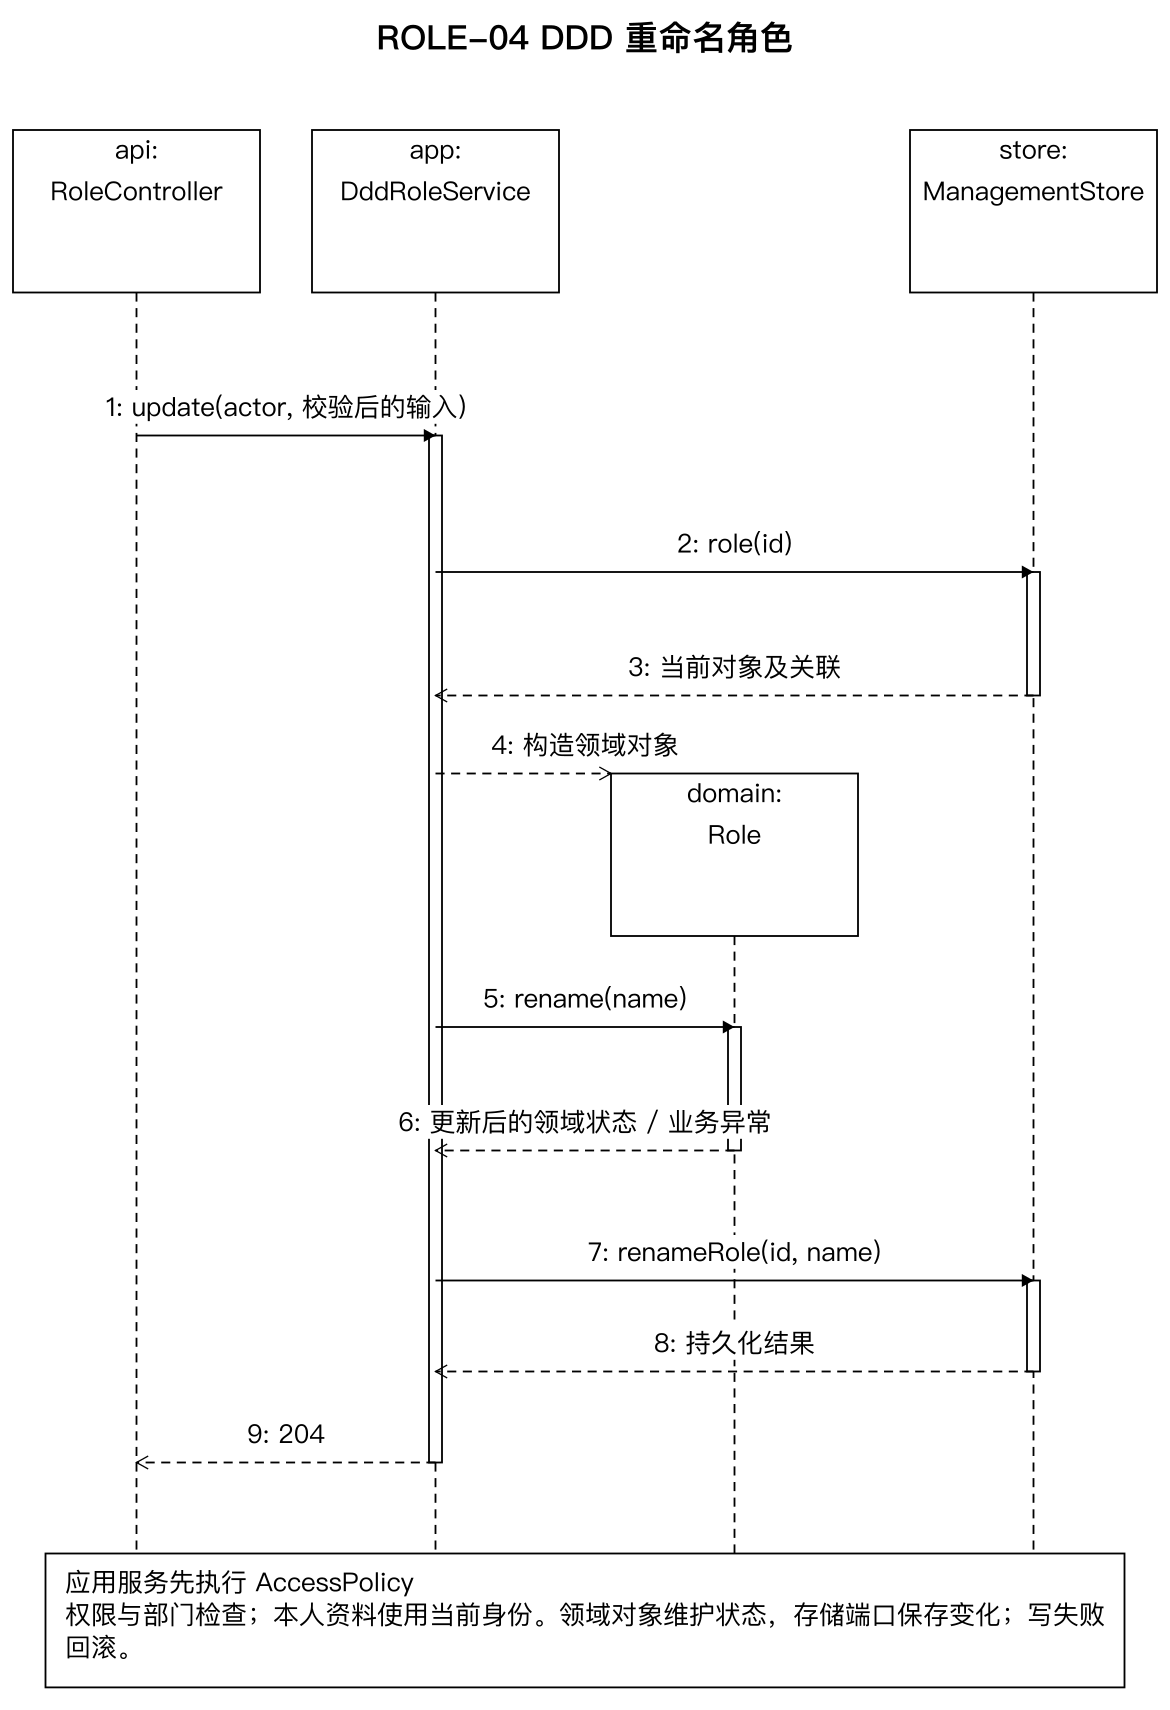 ROLE-04 DDD 重命名角色
api:
RoleController
app:
DddRoleService
store:
ManagementStore
1: update(actor, 校验后的输入)
2: role(id)
3: 当前对象及关联
4: 构造领域对象
domain:
Role
5: rename(name)
6: 更新后的领域状态 / 业务异常
7: renameRole(id, name)
8: 持久化结果
9: 204
应用服务先执行 AccessPolicy
权限与部门检查；本人资料使用当前身份。领域对象维护状态，存储端口保存变化；写失败
回滚。